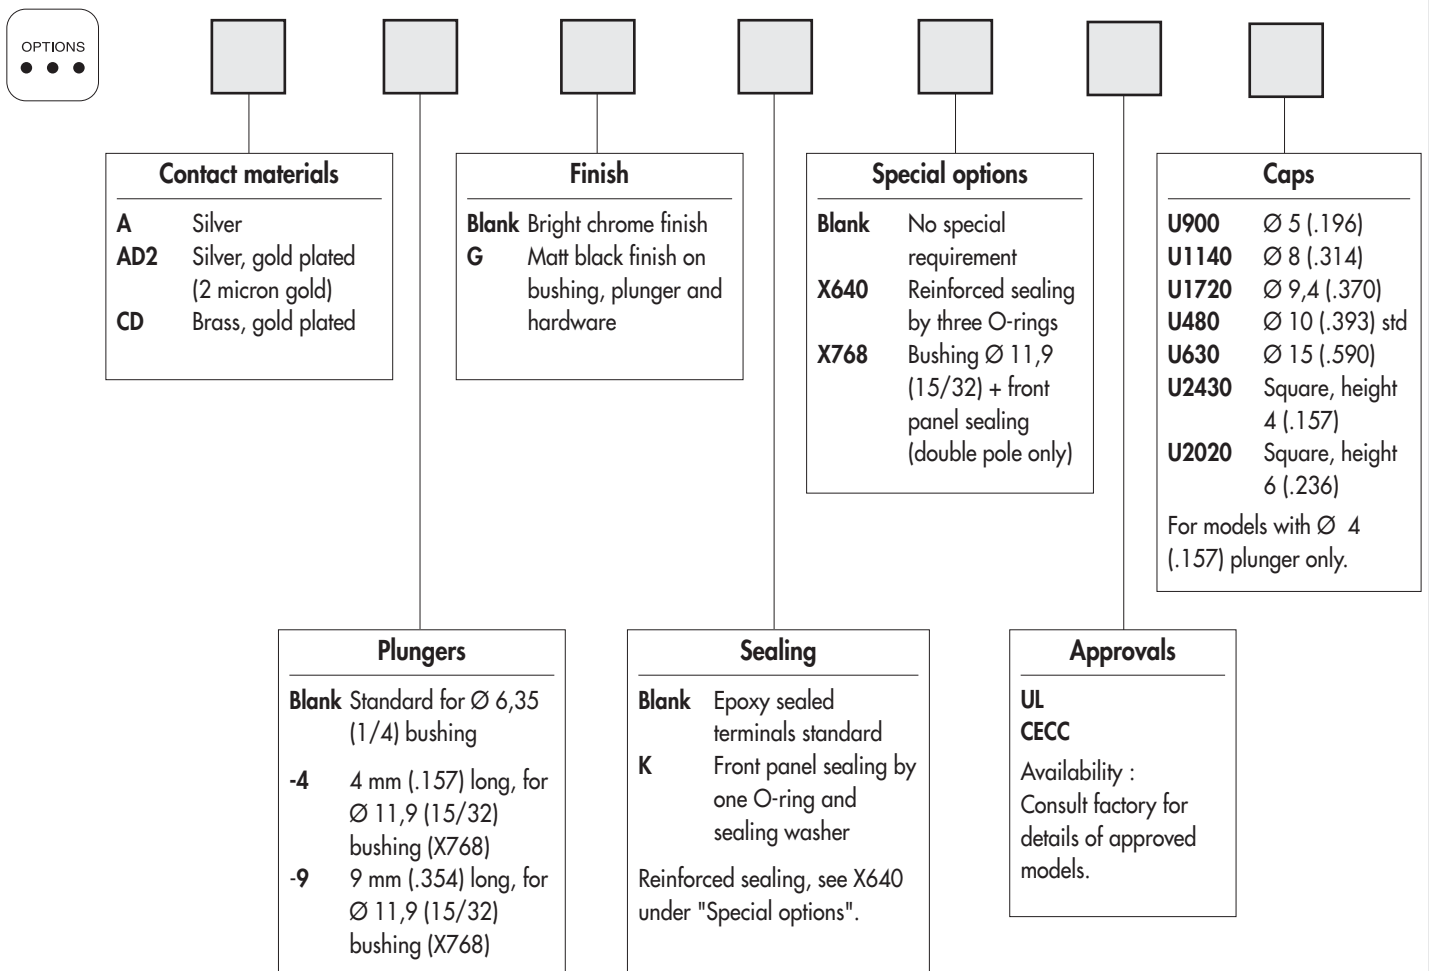 OPTIONS
Contact materials
A Silver
AD2 Silver, gold plated
(2 micron gold)
CD Brass, gold plated
Finish
Blank Bright chrome finish
G Matt black finish on
bushing, plunger and
hardware
Special options
Blank No special
requirement
X640 Reinforced sealing
by three O-rings
X768 Bushing Ø 11,9
(15/32) + front
panel sealing
(double pole only)
Caps
U900 Ø 5 (.196)
U1140 Ø 8 (.314)
U1720 Ø 9,4 (.370)
U480 Ø 10 (.393) std
U630 Ø 15 (.590)
U2430 Square, height
4 (.157)
U2020 Square, height
6 (.236)
For models with Ø 4
(.157) plunger only.
Plungers
Blank Standard for Ø 6,35
(1/4) bushing
-4 4 mm (.157) long, for
Ø 11,9 (15/32)
bushing (X768)
-9 9 mm (.354) long, for
Ø 11,9 (15/32)
bushing (X768)
Sealing
Blank Epoxy sealed
terminals standard
K Front panel sealing by
one O-ring and
sealing washer
Reinforced sealing, see X640
under "Special options".
Approvals
UL
CECC
Availability :
Consult factory for
details of approved
models.